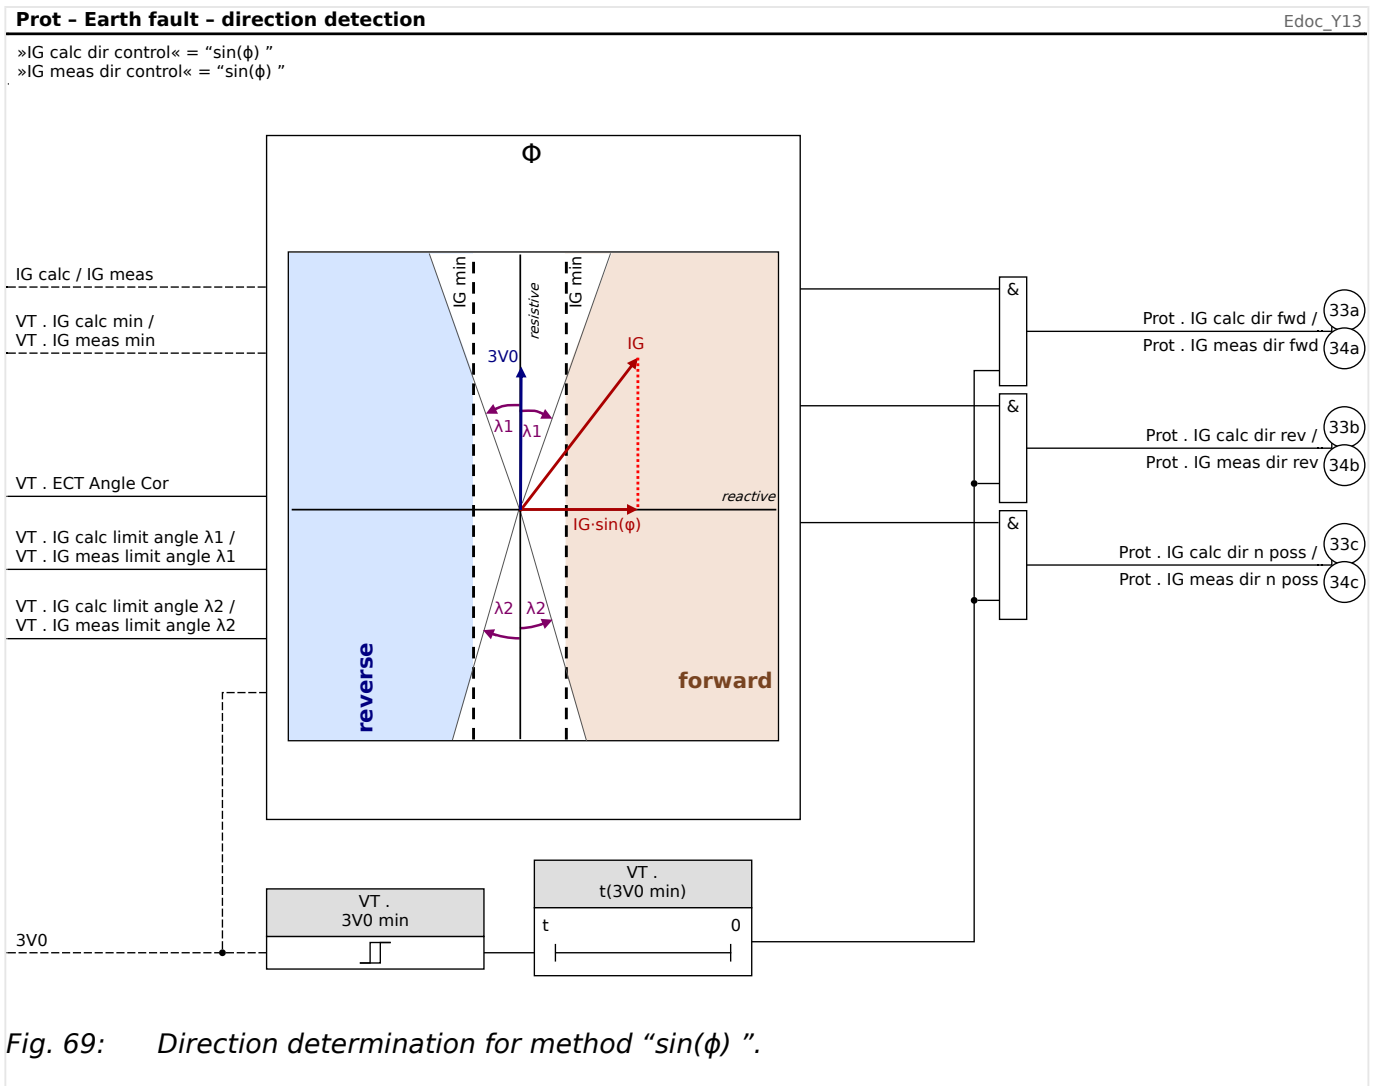 Prot – Earth fault – direction detection
Edoc_Y13
»IG calc dir control« = “sin(ϕ) ”
»IG meas dir control« = “sin(ϕ) ”
Φ
IG calc / IG meas
VT . IG calc min /
VT . IG meas min
VT . ECT Angle Cor
VT . IG calc limit angle λ1 /
VT . IG meas limit angle λ1
VT . IG calc limit angle λ2 /
VT . IG meas limit angle λ2
3V0
IG min
resistive
IG min
3V0
IG
λ1
λ1
reactive
IG·sin(φ)
λ2
λ2
reverse
forward
&
Prot . IG calc dir fwd /
33a
Prot . IG meas dir fwd
34a
&
Prot . IG calc dir rev /
33b
Prot . IG meas dir rev
34b
&
Prot . IG calc dir n poss /
33c
Prot . IG meas dir n poss
34c
VT .
3V0 min
VT .
t(3V0 min)
t
0
Fig. 69: Direction determination for method “sin(ϕ) ”.